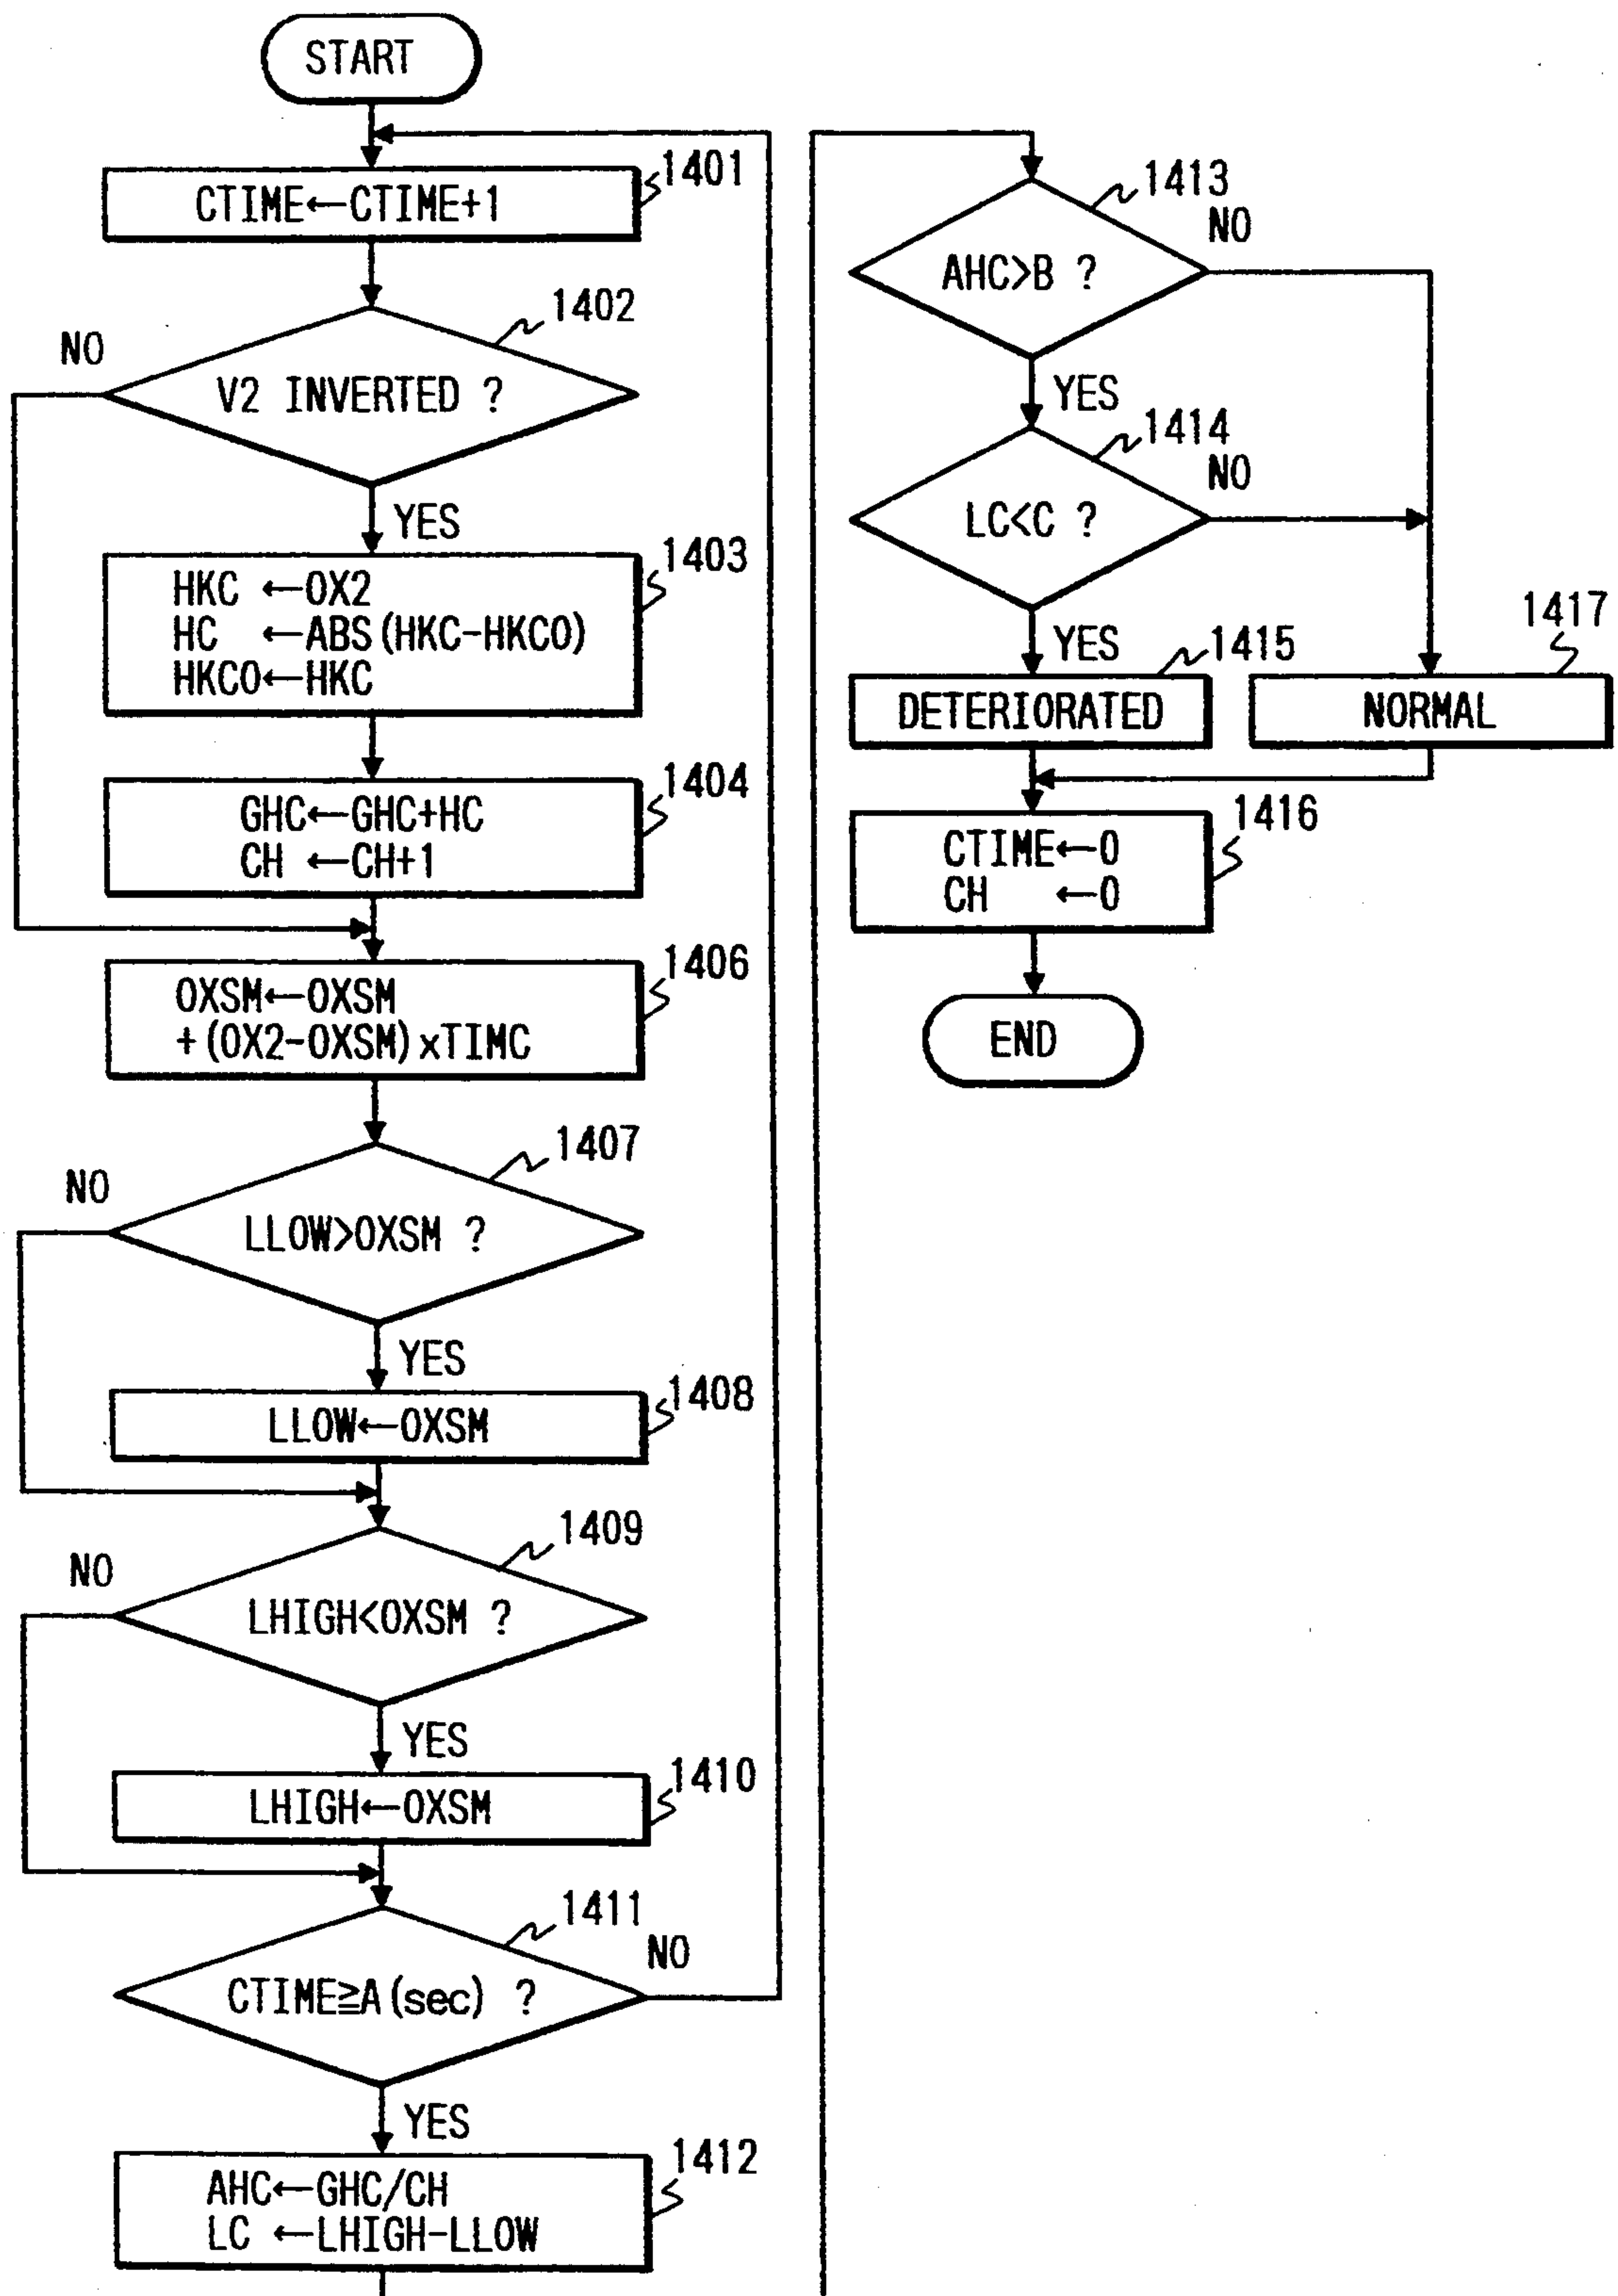 START
1401
CTIME←CTIME+1
1402
NO
V2 INVERTED ?
YES
1403
HKC ←OX2
HC ←ABS(HKC-HKCO)
HKCO←HKC
1404
GHC←GHC+HC
CH ←CH+1
1406
OXSM←OXSM
+(OX2-OXSM)xTIMC
1407
NO
LLOW>OXSM ?
YES
1408
LLOW←OXSM
1409
NO
LHIGH<OXSM ?
YES
1410
LHIGH←OXSM
1411
NO
CTIME≧A(sec) ?
YES
1412
AHC←GHC/CH
LC ←LHIGH-LLOW
1413
NO
AHC>B ?
YES
1414
NO
LC<C ?
YES
1415
DETERIORATED
1417
NORMAL
1416
CTIME←0
CH ←0
END